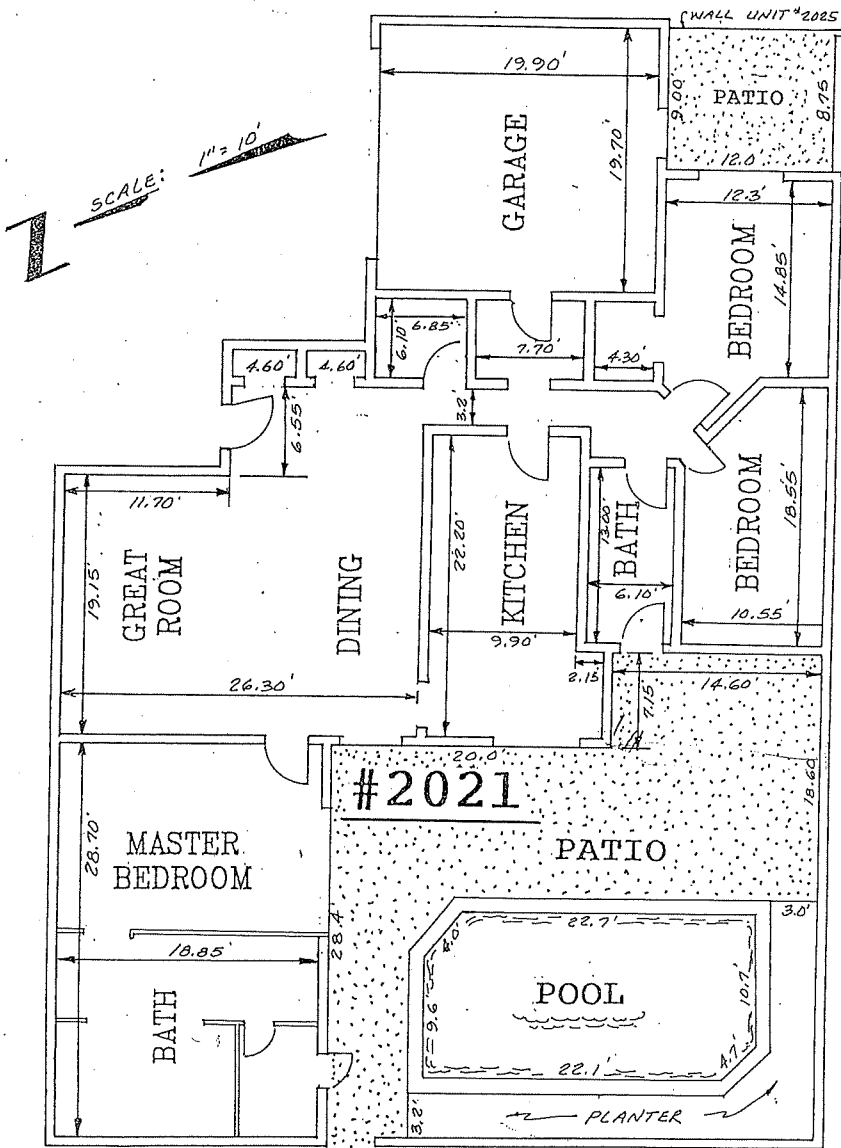 WALL UNIT #2025
19.90'
19.70'
GARAGE
9.00'
PATIO
8.75
12.0'
SCALE: 1"=10'
12.3'
BEDROOM
14.85'
6.10'
6.85'
7.70'
4.30'
4.60'
4.60'
6.55'
3.2'
11.70'
19.15'
GREAT
ROOM
DINING
26.30'
22.20'
KITCHEN
9.90'
13.00'
BATH
6.10'
BEDROOM
18.55'
10.55'
2.15
7.15
14.60'
20.0'
#2021
18.60'
PATIO
28.70'
MASTER
BEDROOM
28.4'
3.0'
18.85'
BATH
22.7'
9.6'
POOL
10.7'
22.1'
4.7'
3.2'
PLANTER